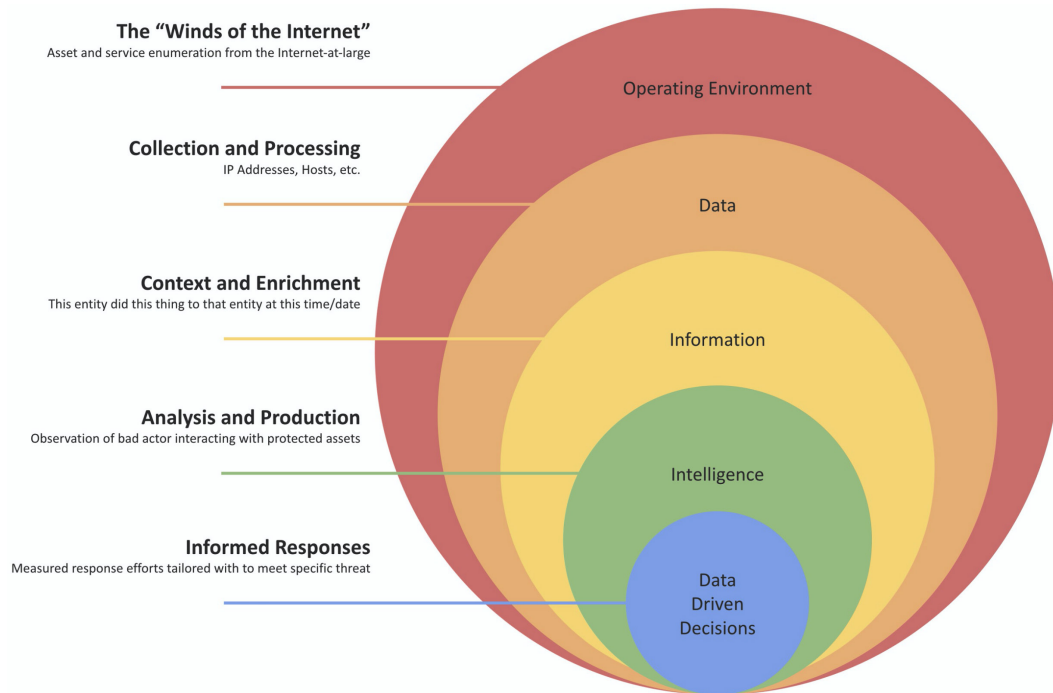 The “Winds of the Internet”
Asset and service enumeration from the Internet-at-large
Operating Environment
Collection and Processing
IP Addresses, Hosts, etc.
Data
Context and Enrichment
This entity did this thing to that entity at this time/date
Information
Analysis and Production
Observation of bad actor interacting with protected assets
Intelligence
Informed Responses
Measured response efforts tailored with to meet specific threat
Data
Driven
Decisions